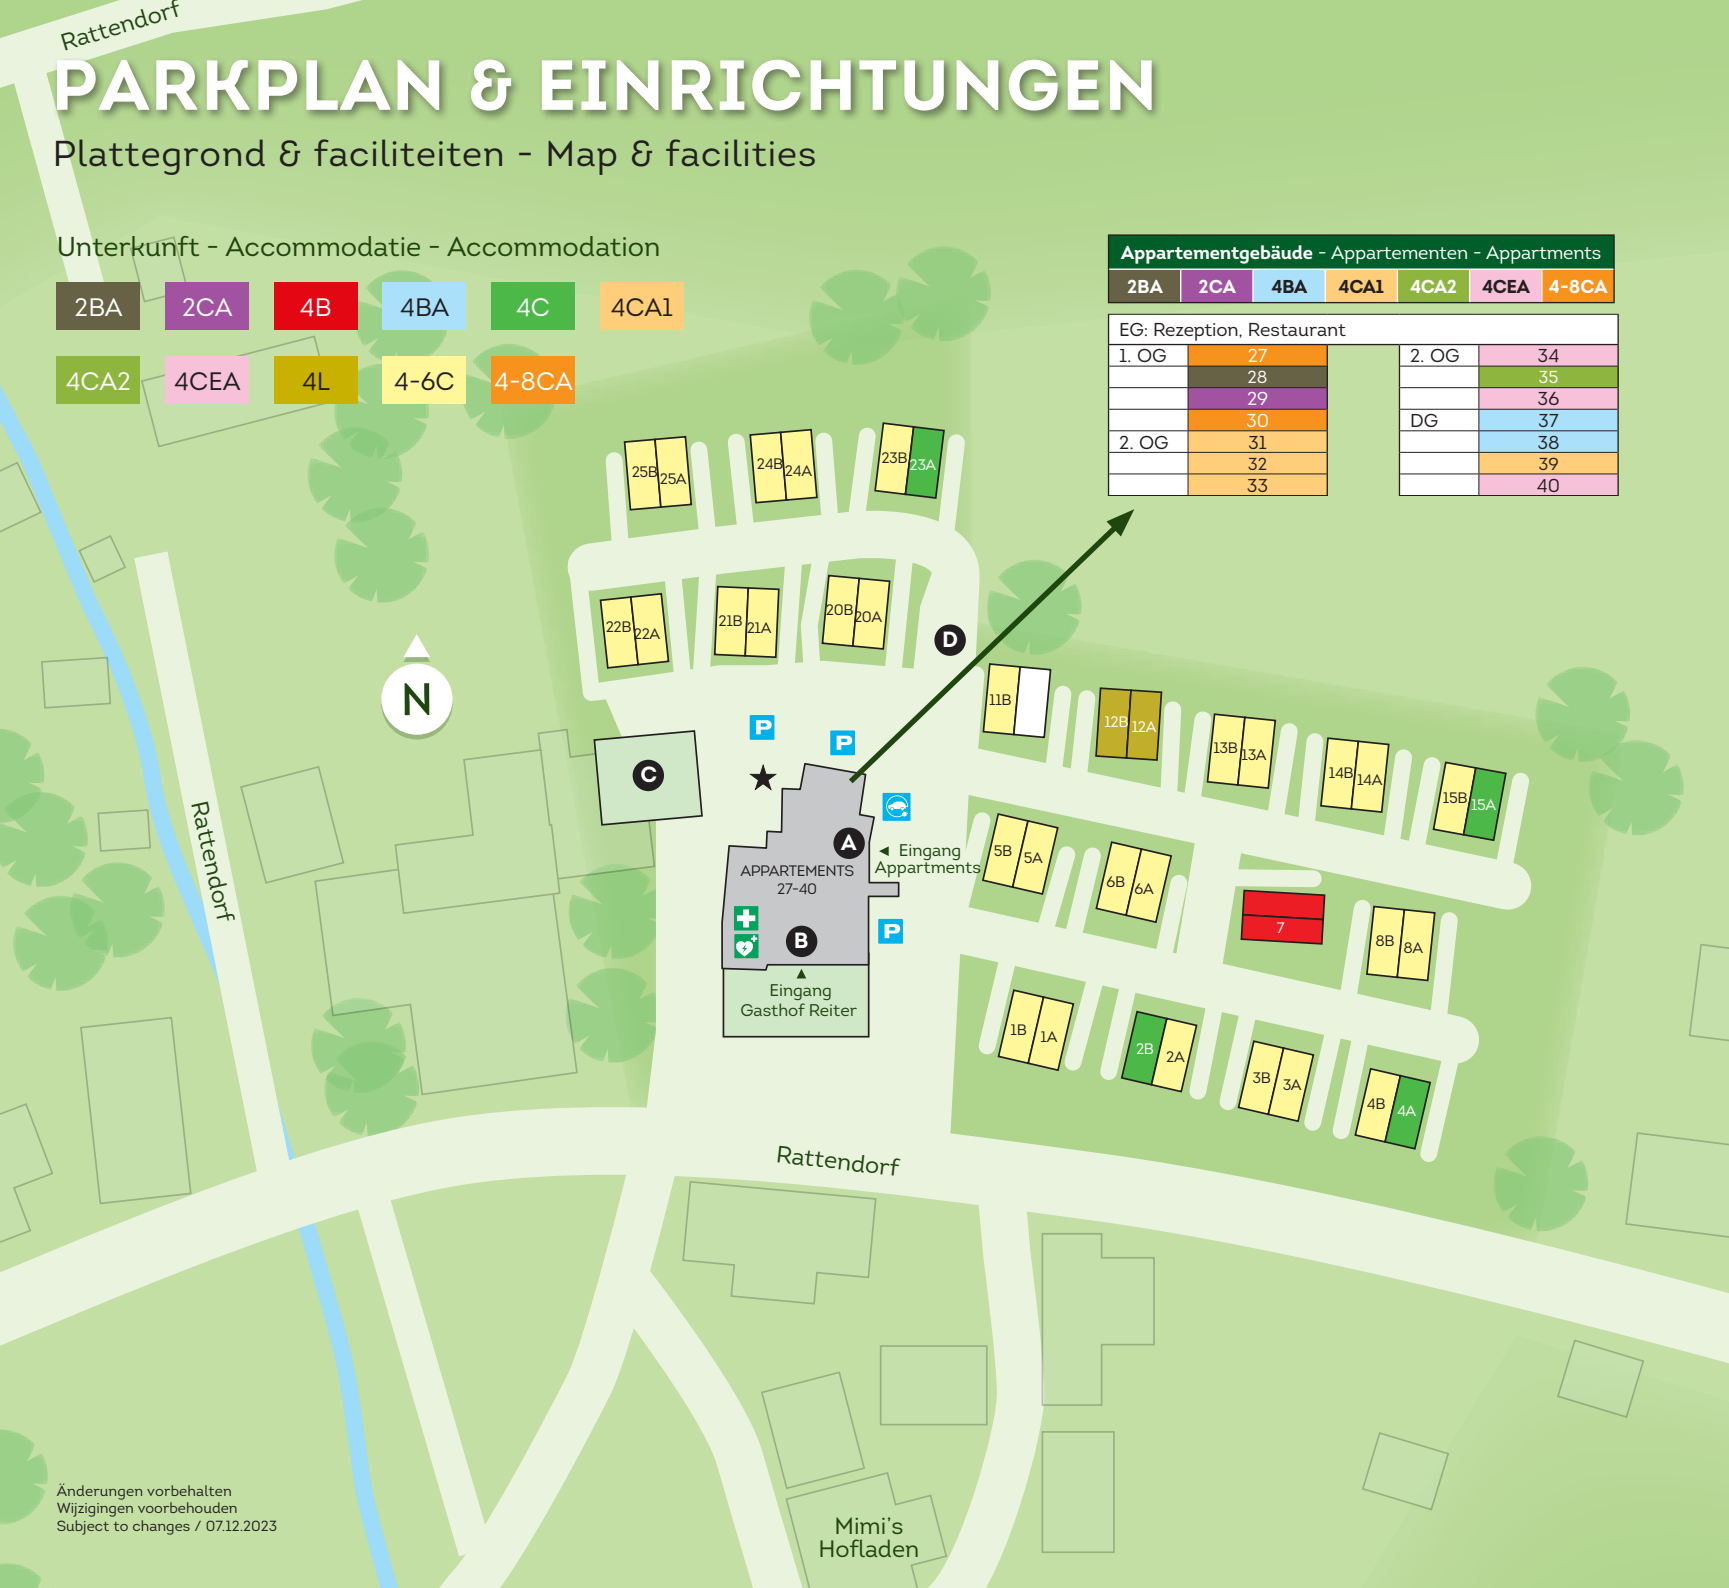 Rattendorf
PARKPLAN & EINRICHTUNGEN
Plattegrond & faciliteiten - Map & facilities
Unterkunft - Accommodatie - Accommodation
2BA 2CA 4B 4BA 4C 4CA1
4CA2 4CEA 4L 4-6C 4-8CA
Appartementgebäude - Appartementen - Appartments
2BA 2CA 4BA 4CA1 4CA2 4CEA 4-8CA
EG: Rezeption, Restaurant
1. OG 27 2. OG 34
28 35
29 36
30 DG 37
2. OG 31 38
32 39
33 40
25B 25A 24B 24A 23B 23A
22B 22A 21B 21A 20B 20A
D
N
11B
12B 12A
13B 13A
14B 14A
15B 15A
P
P
C
A
Eingang
Appartments
5B 5A
6B 6A
7
8B 8A
APPARTEMENTS
27-40
B
P
Eingang
Gasthof Reiter
1B 1A
2B 2A
3B 3A
4B 4A
Rattendorf
Rattendorf
Mimi's
Hofladen
Änderungen vorbehalten
Wijzigingen voorbehouden
Subject to changes / 07.12.2023